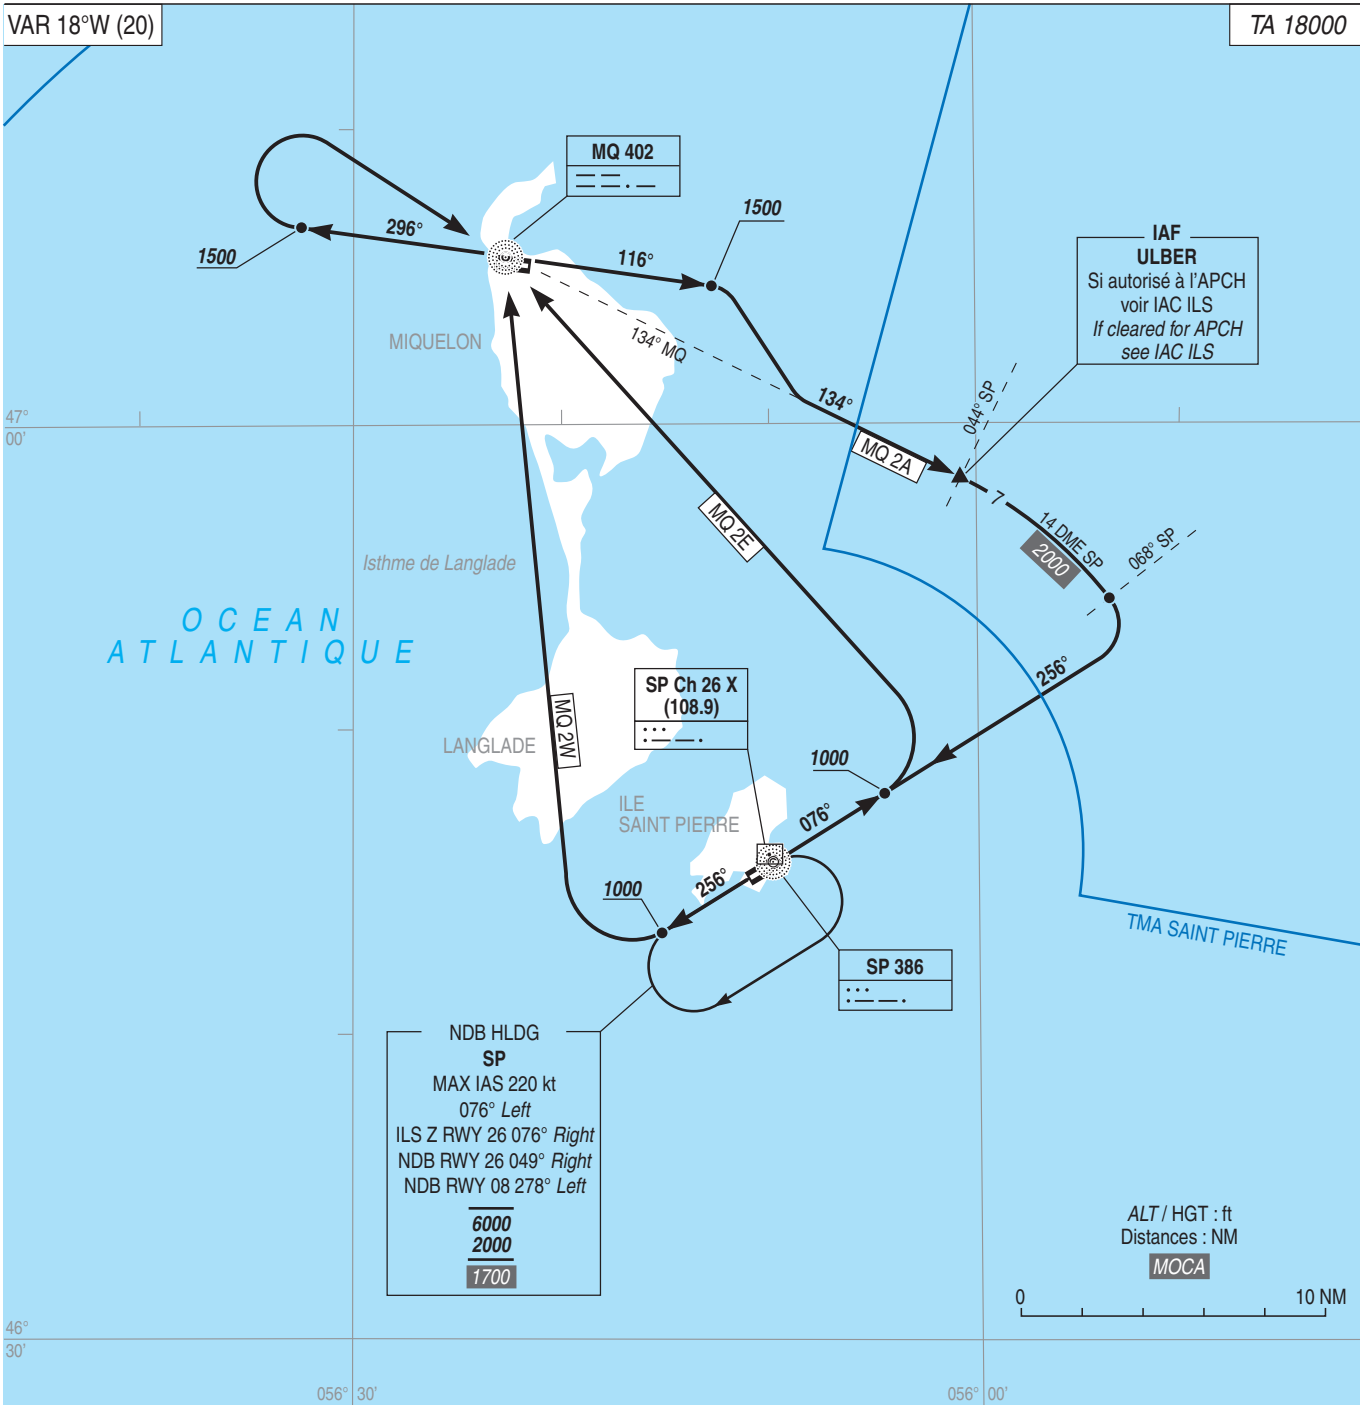 VAR 18°W (20)
TA 18000
MQ 402
1500
296°
1500
116°
IAF
ULBER
Si autorisé à l'APCH
voir IAC ILS
If cleared for APCH
see IAC ILS
MIQUELON
134° MQ
134°
044° SP
47°
00'
MQ 2A
7
14 DME SP
2000
068° SP
MQ 2E
Isthme de Langlade
OCEAN
ATLANTIQUE
256°
SP Ch 26 X
(108.9)
MQ 2W
LANGLADE
1000
ILE
SAINT PIERRE
076°
256°
1000
TMA SAINT PIERRE
SP 386
NDB HLDG
SP
MAX IAS 220 kt
076° Left
ILS Z RWY 26 076° Right
NDB RWY 26 049° Right
NDB RWY 08 278° Left
6000
2000
1700
ALT / HGT : ft
Distances : NM
MOCA
0 10 NM
46°
30'
056° 30'
056° 00'